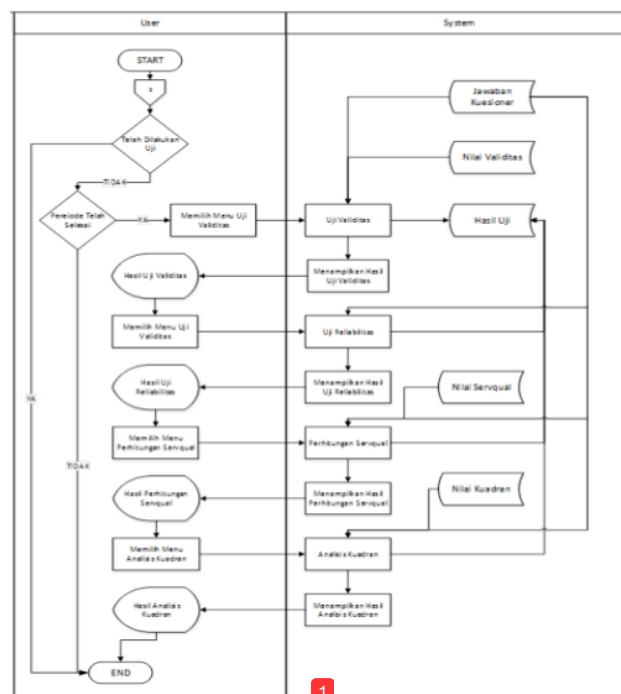 User
System
START
Jawaban
Kuesioner
Telah Dilakukan
Uji
Nilai Validitas
TIDAK
Pereiode Telah
Selesai
YA
Memilih Menu Uji
Validitas
Uji Validitas
Hasil Uji
Hasil Uji Validitas
Menampilkan Hasil
Uji Validitas
Memilih Menu Uji
Validitas
Uji Reliabilitas
Hasil Uji
Reliabilitas
Menampilkan Hasil
Uji Reliabilitas
Nilai Servqual
YA
Memilih Menu
Perhitungan Servqual
Perhitungan Servqual
TIDAK
Hasil Perhitungan
Servqual
Menampilkan Hasil
Perhitungan Servqual
Nilai Kuadran
Memilih Menu
Analisis Kuadran
Analisis Kuadran
Hasil Analisis
Kuadran
Menampilkan Hasil
Analisis Kuadran
END
1